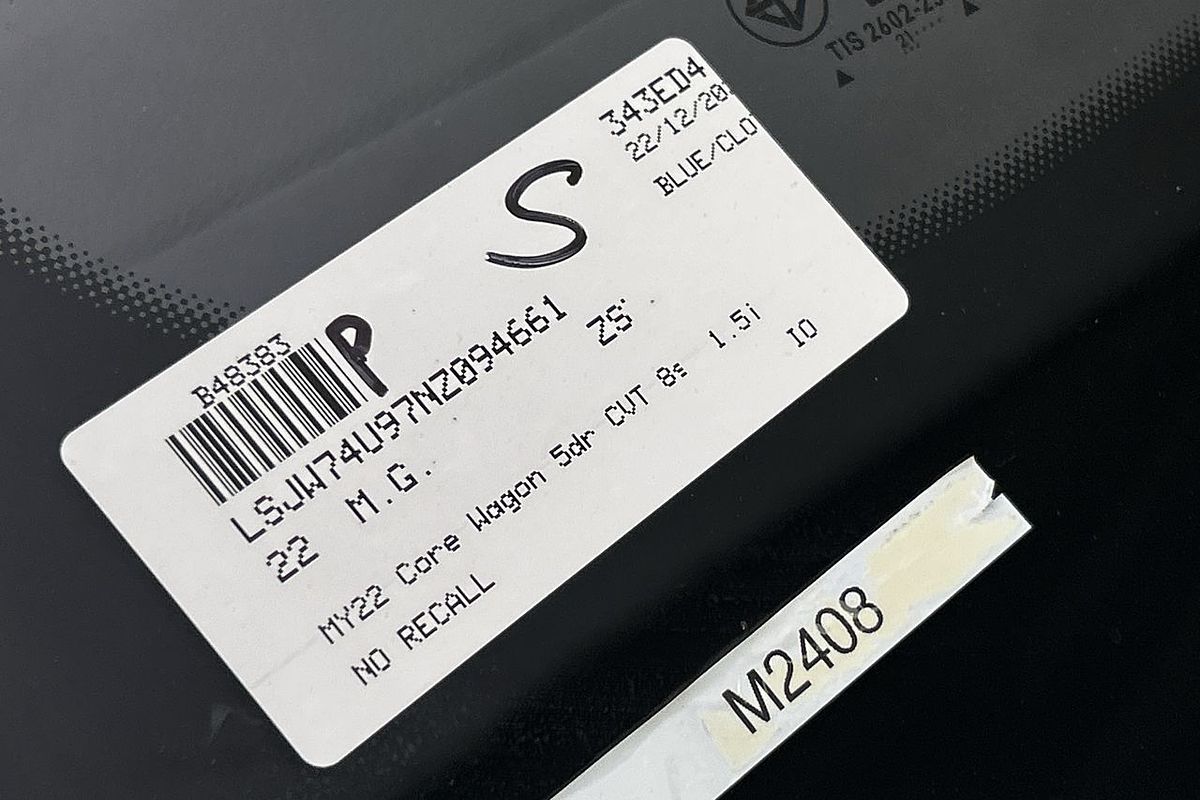 TIS 2602-25
343ED4
22/12/20
BLUE/CLO
S
B48383
P
LSJW74U97NZ094661
22 M.G. ZS
MY22 Core Wagon 5dr CVT 8s 1.5i
NO RECALL IO
M2408